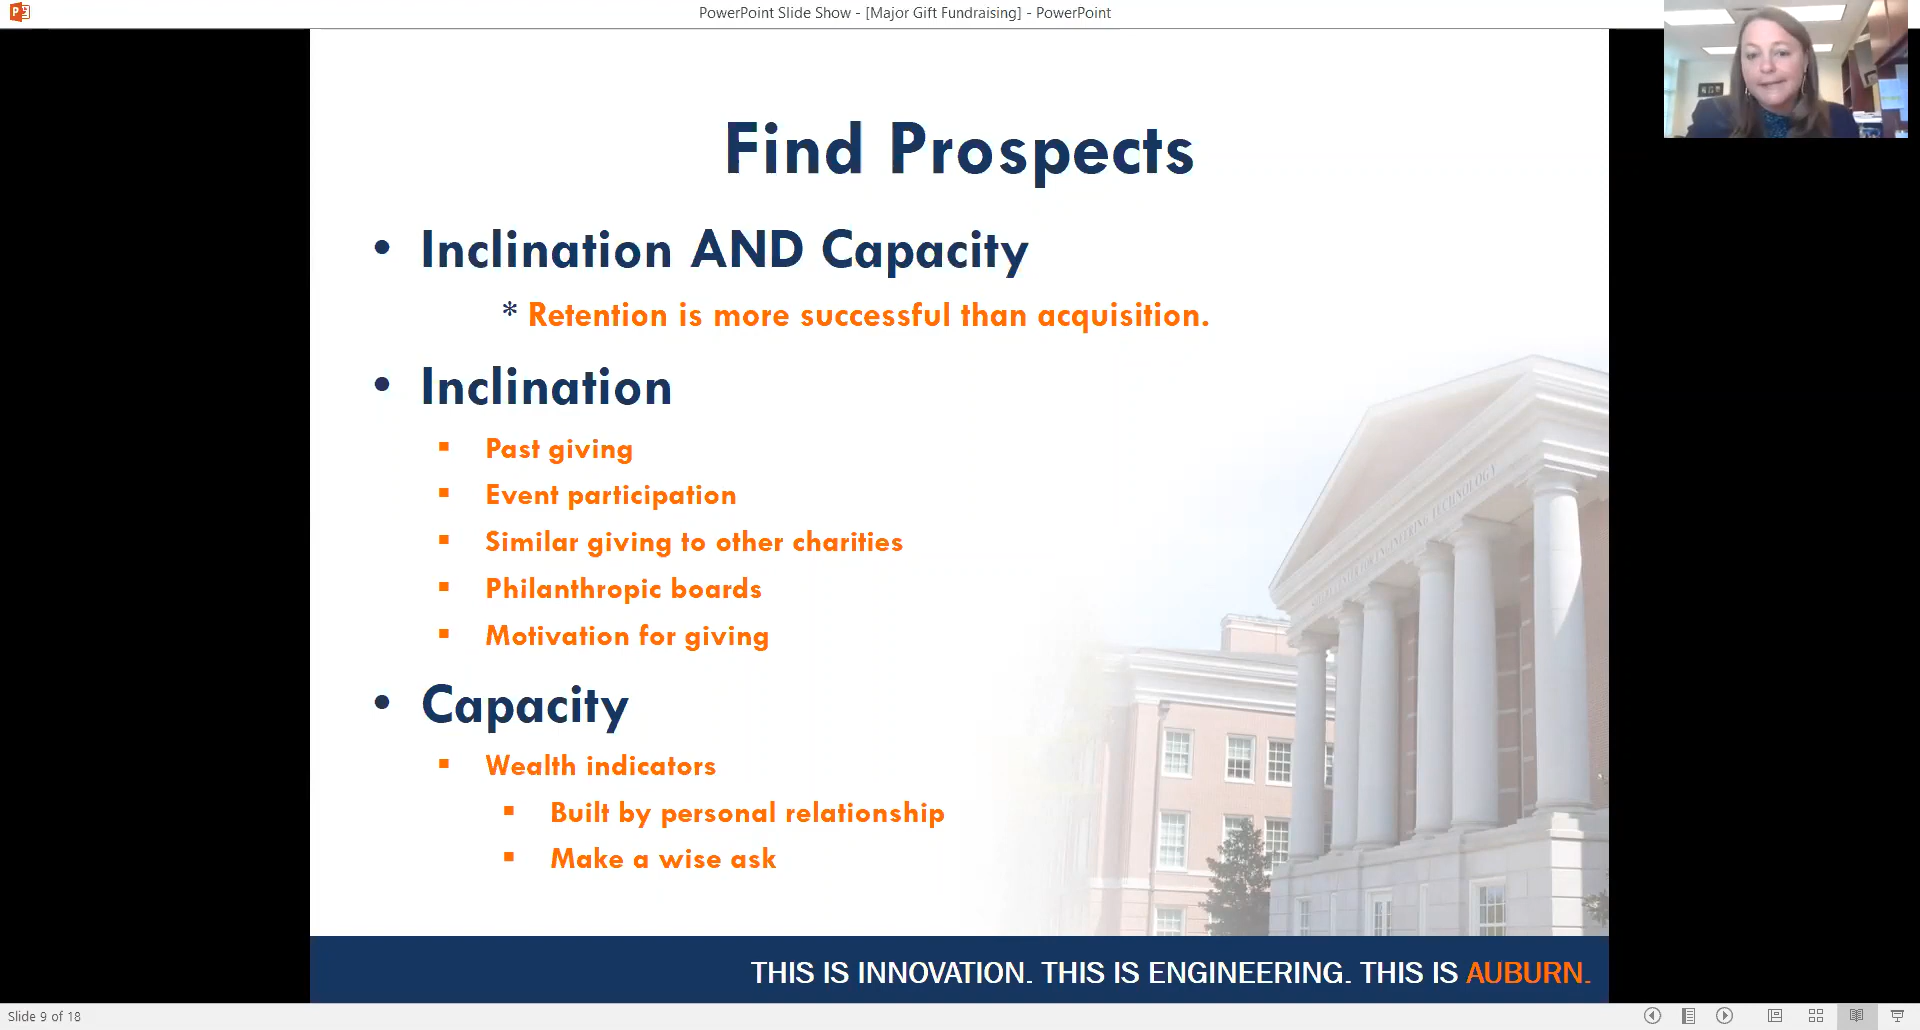 PowerPoint Slide Show - [Major Gift Fundraising] - PowerPoint
Find Prospects
• Inclination AND Capacity
* Retention is more successful than acquisition.
• Inclination
▪ Past giving
▪ Event participation
▪ Similar giving to other charities
▪ Philanthropic boards
▪ Motivation for giving
• Capacity
▪ Wealth indicators
▪ Built by personal relationship
▪ Make a wise ask
THIS IS INNOVATION. THIS IS ENGINEERING. THIS IS AUBURN.
Slide 9 of 18